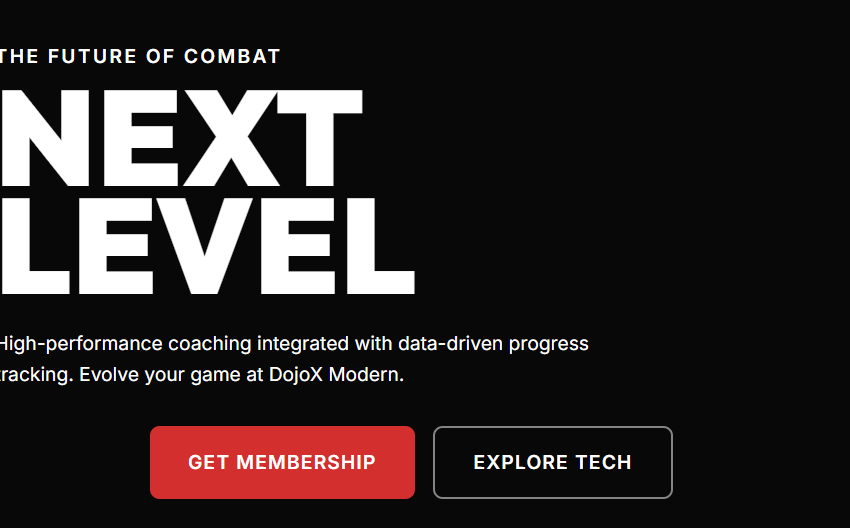 THE FUTURE OF COMBAT
NEXT
LEVEL
High-performance coaching integrated with data-driven progress
tracking. Evolve your game at DojoX Modern.
GET MEMBERSHIP
EXPLORE TECH